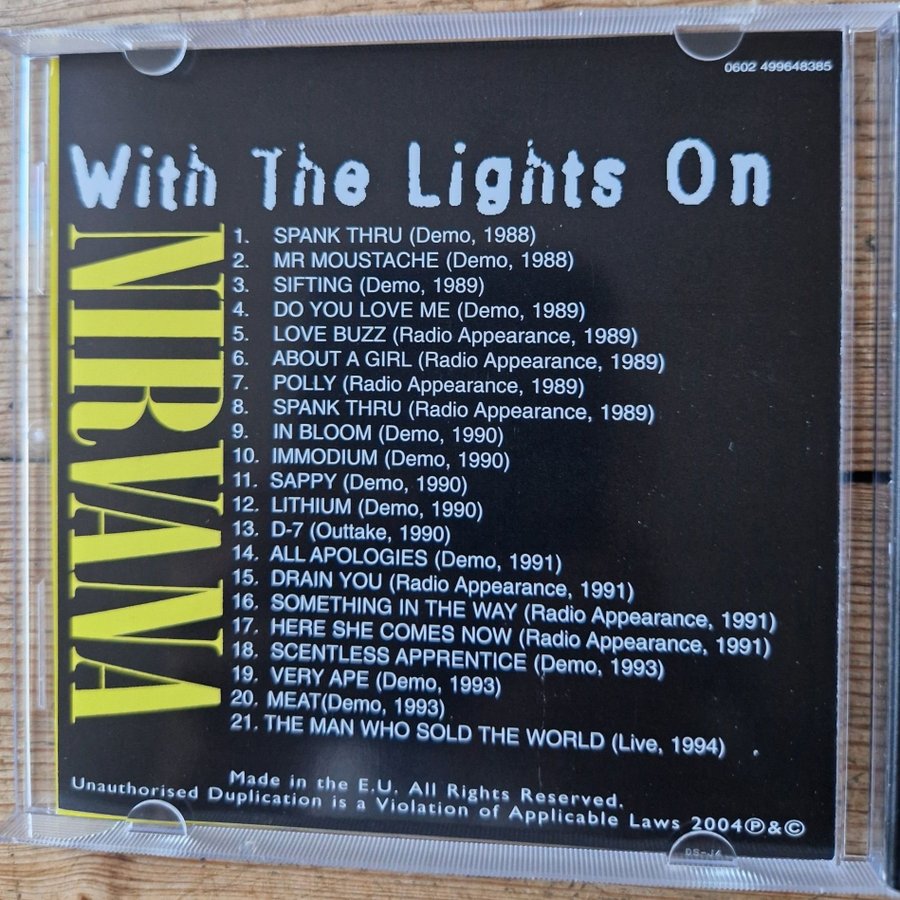 0602 499648385
With The Lights On
NIRVANA
1. SPANK THRU (Demo, 1988)
2. MR MOUSTACHE (Demo, 1988)
3. SIFTING (Demo, 1989)
4. DO YOU LOVE ME (Demo, 1989)
5. LOVE BUZZ (Radio Appearance, 1989)
6. ABOUT A GIRL (Radio Appearance, 1989)
7. POLLY (Radio Appearance, 1989)
8. SPANK THRU (Radio Appearance, 1989)
9. IN BLOOM (Demo, 1990)
10. IMMODIUM (Demo, 1990)
11. SAPPY (Demo, 1990)
12. LITHIUM (Demo, 1990)
13. D-7 (Outtake, 1990)
14. ALL APOLOGIES (Demo, 1991)
15. DRAIN YOU (Radio Appearance, 1991)
16. SOMETHING IN THE WAY (Radio Appearance, 1991)
17. HERE SHE COMES NOW (Radio Appearance, 1991)
18. SCENTLESS APPRENTICE (Demo, 1993)
19. VERY APE (Demo, 1993)
20. MEAT(Demo, 1993)
21. THE MAN WHO SOLD THE WORLD (Live, 1994)
Made in the E.U. All Rights Reserved.
Unauthorised Duplication is a Violation of Applicable Laws 2004℗&©
DS-J4